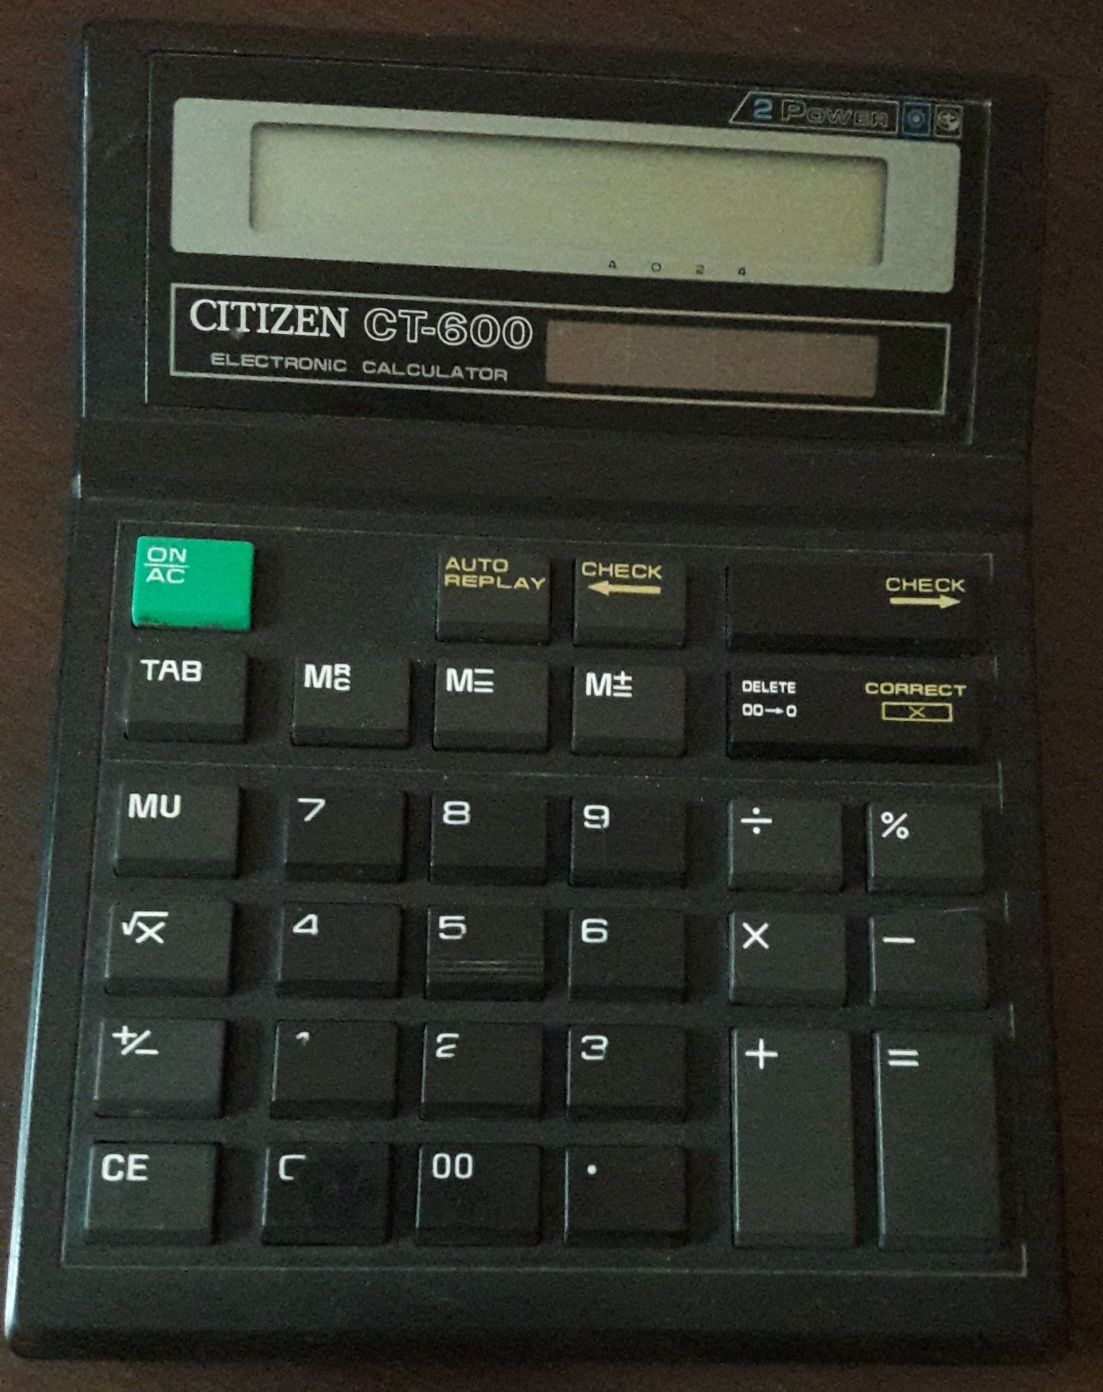 2 POWER
A 0 2 4
CITIZEN CT-600
ELECTRONIC CALCULATOR
ON
AC
AUTO
REPLAY
CHECK
CHECK
TAB
MRC
M=
M±
DELETE
00→0
CORRECT
X
MU
7
8
9
÷
%
√X
4
5
6
×
−
+/−
1
2
3
+
=
CE
00
.